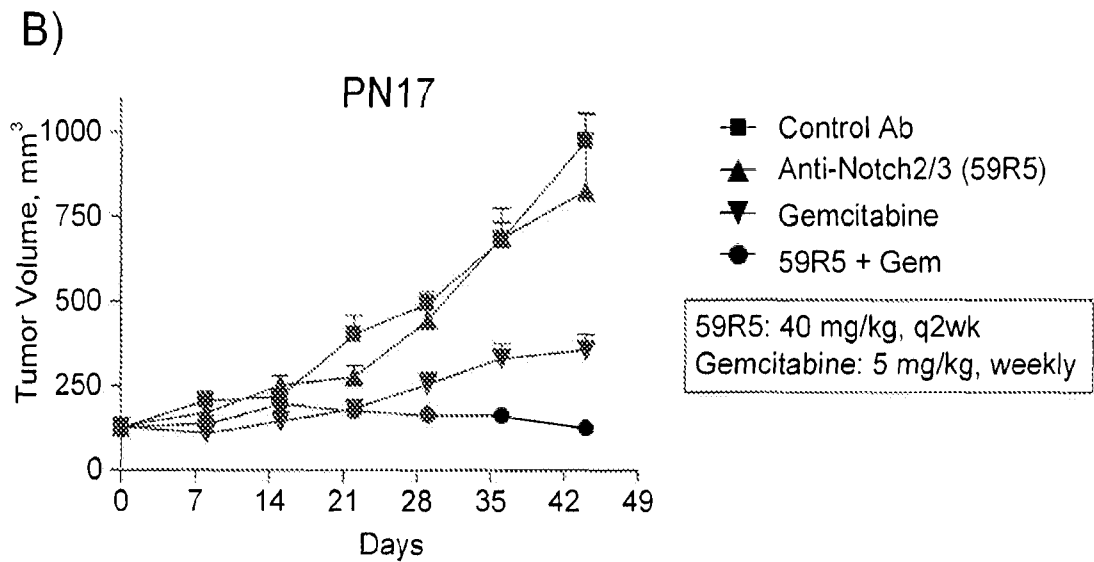 B)
PN17
Tumor Volume, mm³
1000
750
500
250
0
0 7 14 21 28 35 42 49
Days
Control Ab
Anti-Notch2/3 (59R5)
Gemcitabine
59R5 + Gem
59R5: 40 mg/kg, q2wk
Gemcitabine: 5 mg/kg, weekly